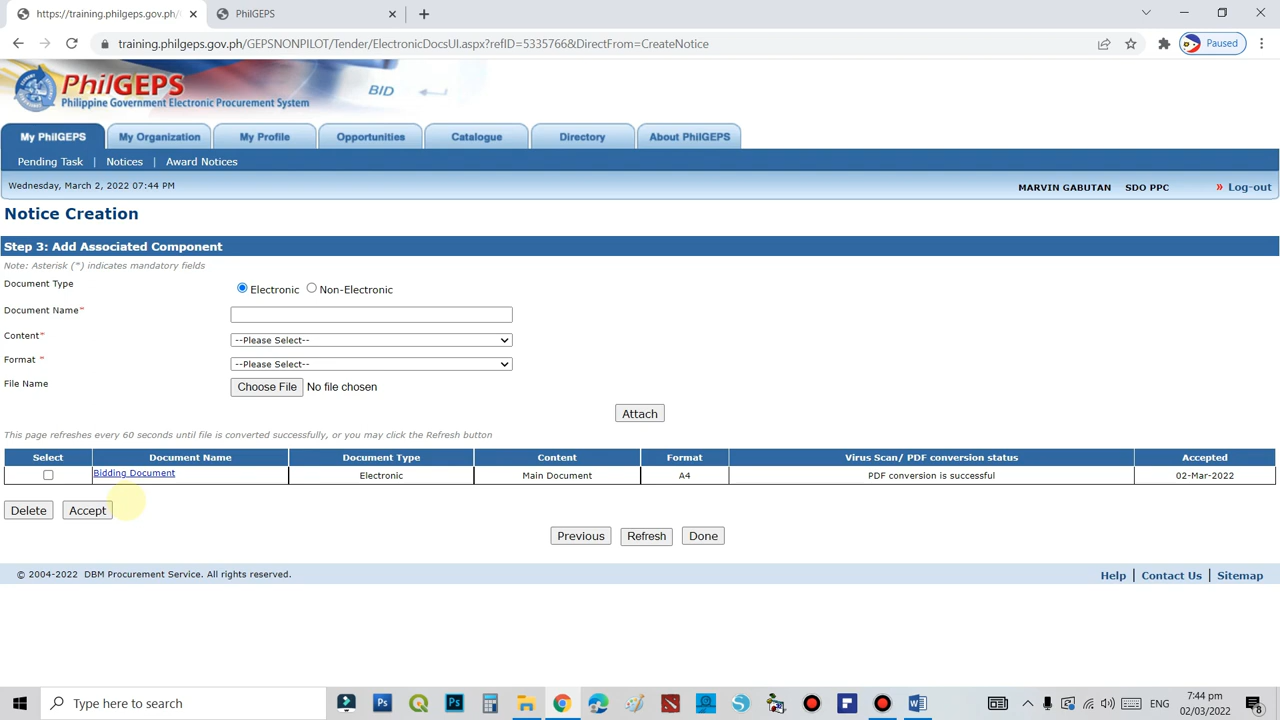 https://training.philgeps.gov.ph/
PhilGEPS
training.philgeps.gov.ph/GEPSNONPILOT/Tender/ElectronicDocsUI.aspx?refID=5335766&DirectFrom=CreateNotice
Paused
PhilGEPS
Philippine Government Electronic Procurement System
BID
My PhilGEPS My Organization My Profile Opportunities Catalogue Directory About PhilGEPS
Pending Task | Notices | Award Notices
Wednesday, March 2, 2022 07:44 PM
MARVIN GABUTAN SDO PPC » Log-out
Notice Creation
Step 3: Add Associated Component
Note: Asterisk (*) indicates mandatory fields
Document Type Electronic Non-Electronic
Document Name*
Content* --Please Select--
Format * --Please Select--
File Name Choose File No file chosen
Attach
This page refreshes every 60 seconds until file is converted successfully, or you may click the Refresh button
Select Document Name Document Type Content Format Virus Scan/ PDF conversion status Accepted
Bidding Document Electronic Main Document A4 PDF conversion is successful 02-Mar-2022
Delete Accept
Previous Refresh Done
© 2004-2022 DBM Procurement Service. All rights reserved.
Help | Contact Us | Sitemap
Type here to search
Ps
Ps
ENG
7:44 pm
02/03/2022
8